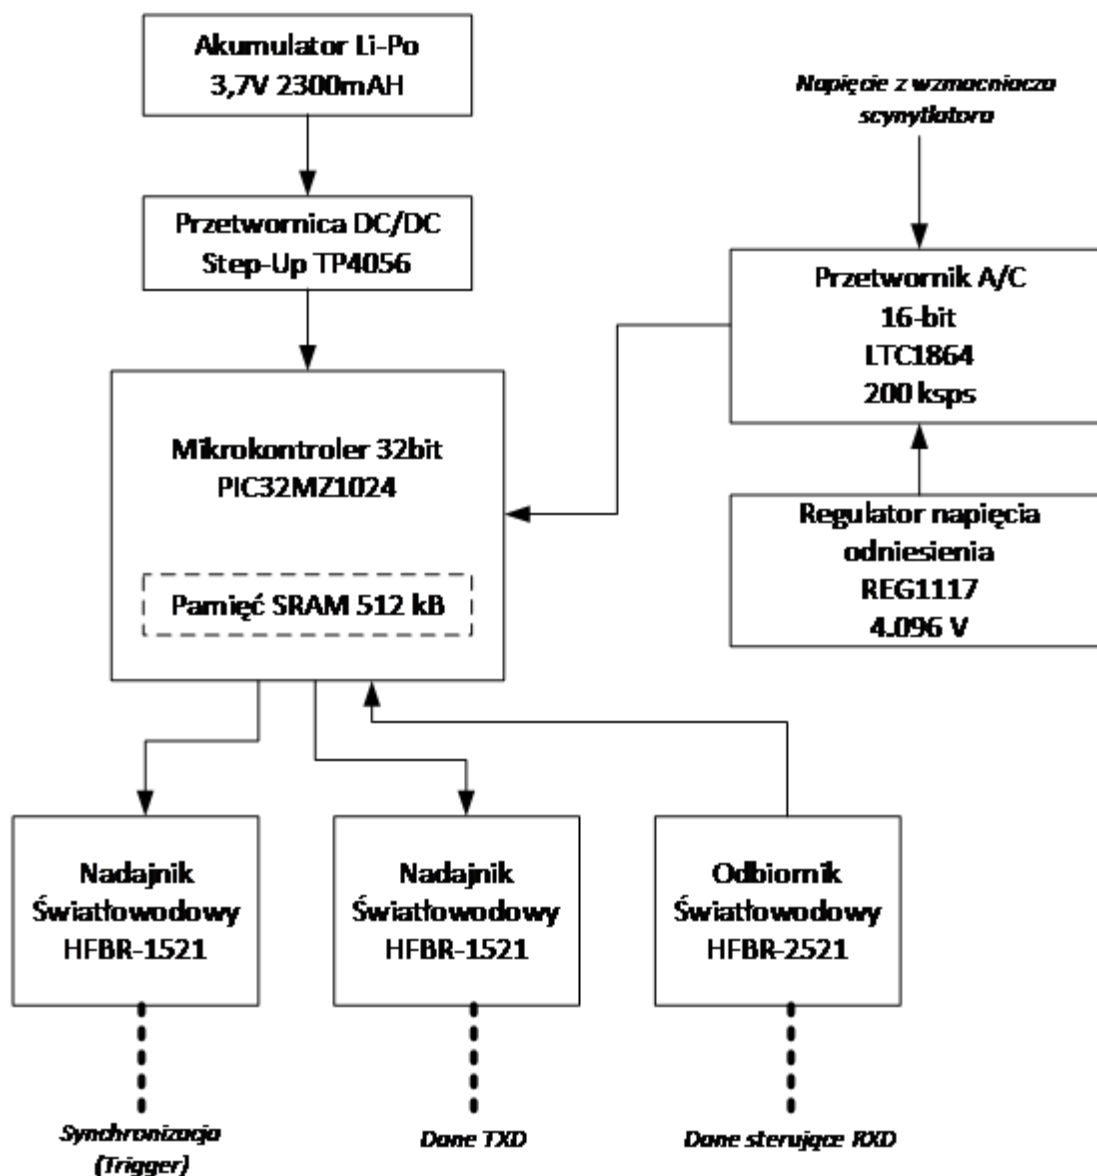 Akumulator Li-Po
3,7V 2300mAH
Napięcie z wzmacniacza
scynytlatora
Przetwornica DC/DC
Step-Up TP4056
Przetwornik A/C
16-bit
LTC1864
200 ksps
Mikrokontroler 32bit
PIC32MZ1024
Pamięć SRAM 512 kB
Regulator napięcia
odniesienia
REG1117
4.096 V
Nadajnik
Światłowodowy
HFBR-1521
Nadajnik
Światłowodowy
HFBR-1521
Odbiornik
Światłowodowy
HFBR-2521
Synchronizacja
(Trigger)
Dane TXD
Dane sterujące RXD